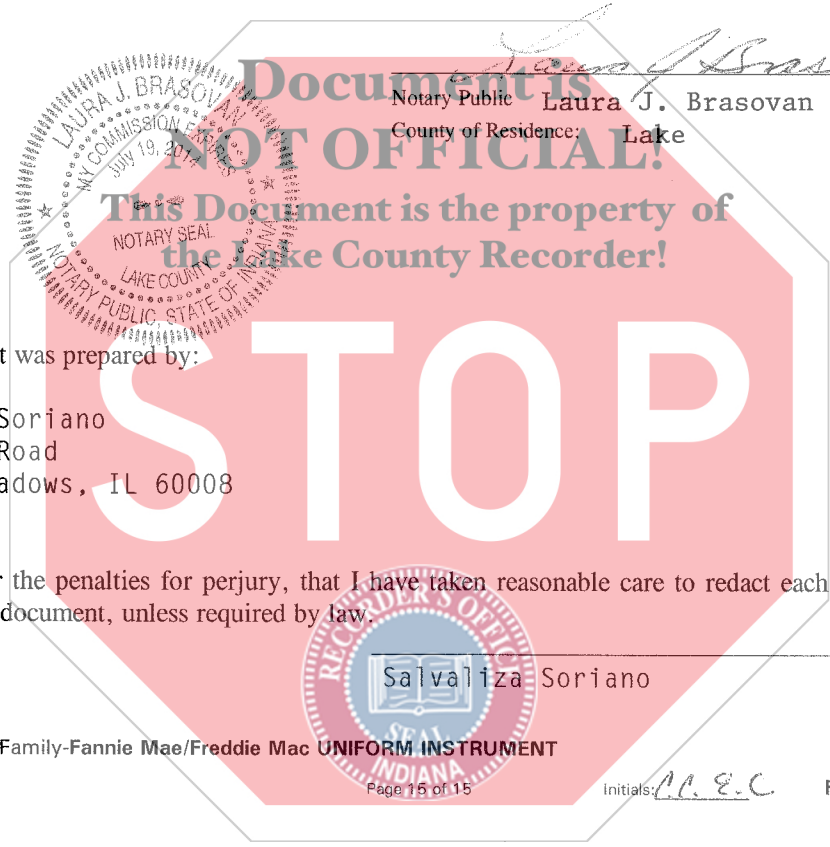 Document is
Notary Public Laura J. Brasovan
NOT OFFICIAL!
County of Residence: Lake
This Document is the property of
the Lake County Recorder!
LAURA J. BRASOVAN
MY COMMISSION EXPIRES
July 19, 2017
NOTARY SEAL
LAKE COUNTY
NOTARY PUBLIC, STATE OF INDIANA
STOP
t was prepared by:
Soriano
Road
adows, IL 60008
the penalties for perjury, that I have taken reasonable care to redact each
document, unless required by law.
RECORDER'S OFFICE
SEAL
INDIANA
Salvaliza Soriano
Family-Fannie Mae/Freddie Mac UNIFORM INSTRUMENT
Page 15 of 15
Initials: C.C. E.C.